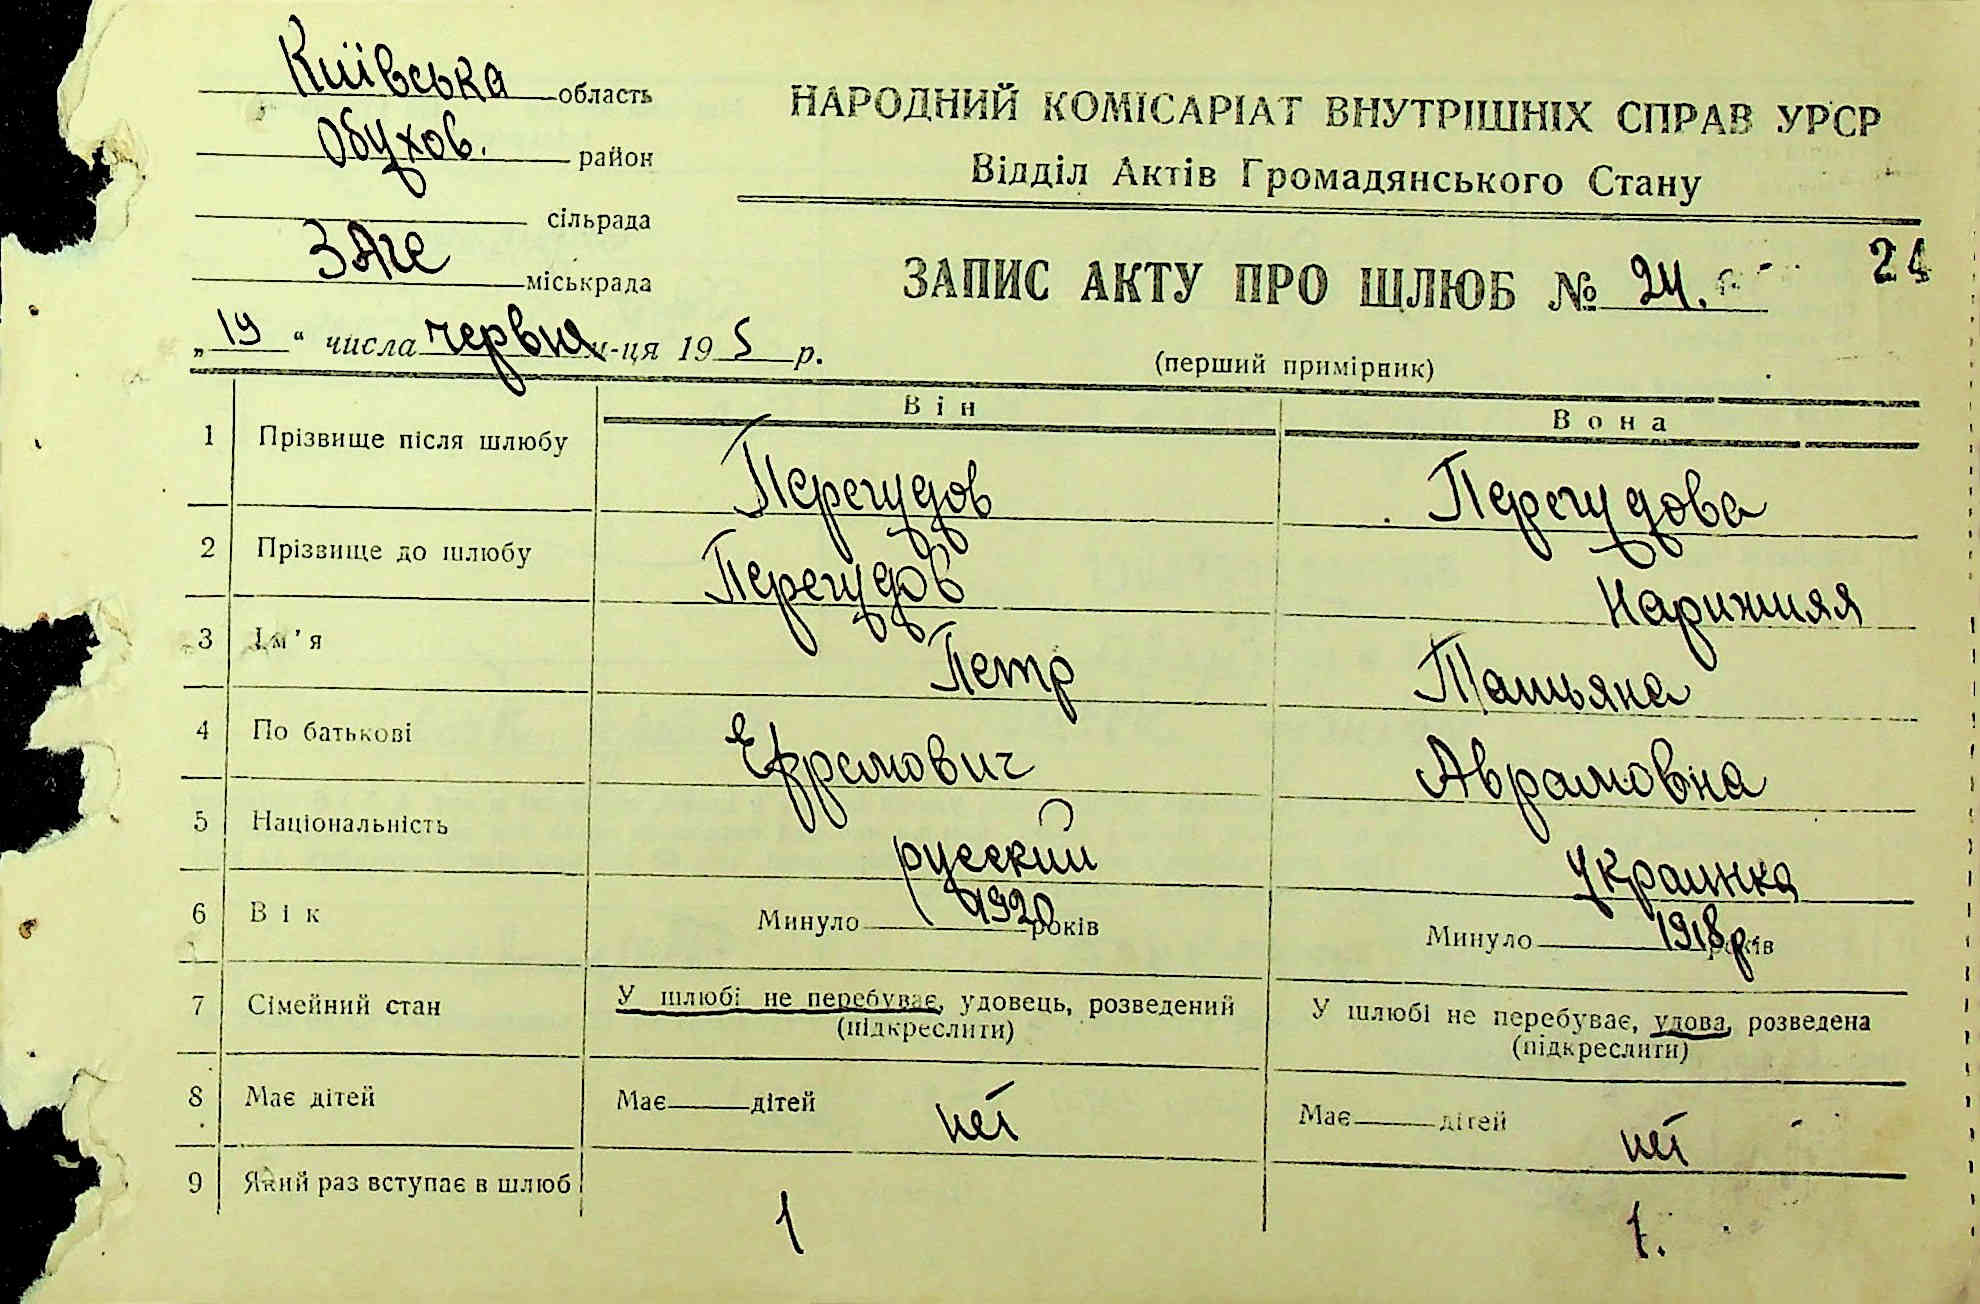 Київська область
Обухов. район
сільрада
ЗАГС міськрада
НАРОДНИЙ КОМІСАРІАТ ВНУТРІШНІХ СПРАВ УРСР
Відділ Актів Громадянського Стану
ЗАПИС АКТУ ПРО ШЛЮБ № 24. 24
„ 19 “ числа червня м-ця 19 5 р.
(перший примірник)
Він Вона
1 Прізвище після шлюбу Перегудов Перегудова
2 Прізвище до шлюбу Перегудов Нарижняя
3 Ім'я Петр Татьяна
4 По батькові Ефремович Аврамовна
5 Національність русский украинка
6 Вік Минуло 1920 років Минуло 1918 р. років
7 Сімейний стан У шлюбі не перебуває, удовець, розведений У шлюбі не перебуває, удова, розведена
(підкреслити) (підкреслити)
8 Має дітей Має дітей неї Має дітей неї
9 Який раз вступає в шлюб 1 1.